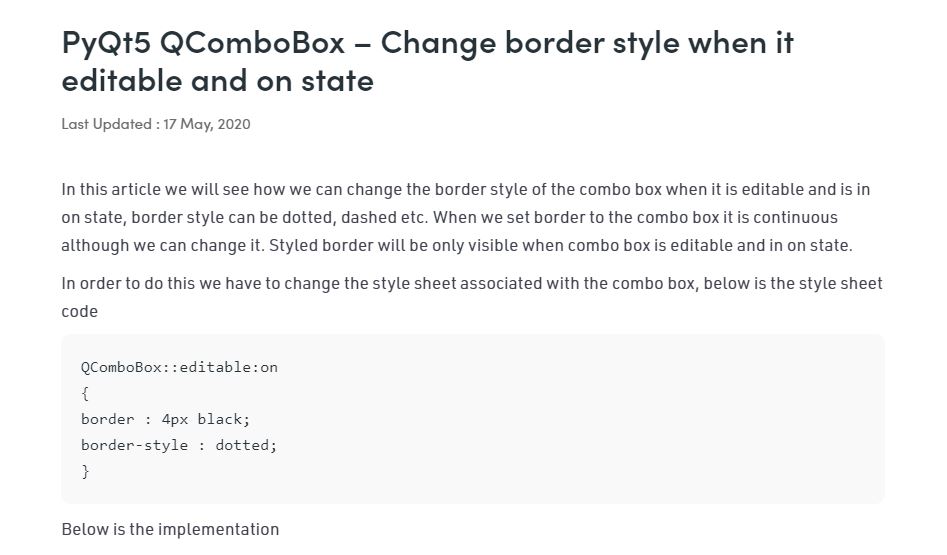 PyQt5 QComboBox – Change border style when it
editable and on state
Last Updated : 17 May, 2020
In this article we will see how we can change the border style of the combo box when it is editable and is in
on state, border style can be dotted, dashed etc. When we set border to the combo box it is continuous
although we can change it. Styled border will be only visible when combo box is editable and in on state.
In order to do this we have to change the style sheet associated with the combo box, below is the style sheet
code
QComboBox::editable:on
{
border : 4px black;
border-style : dotted;
}
Below is the implementation